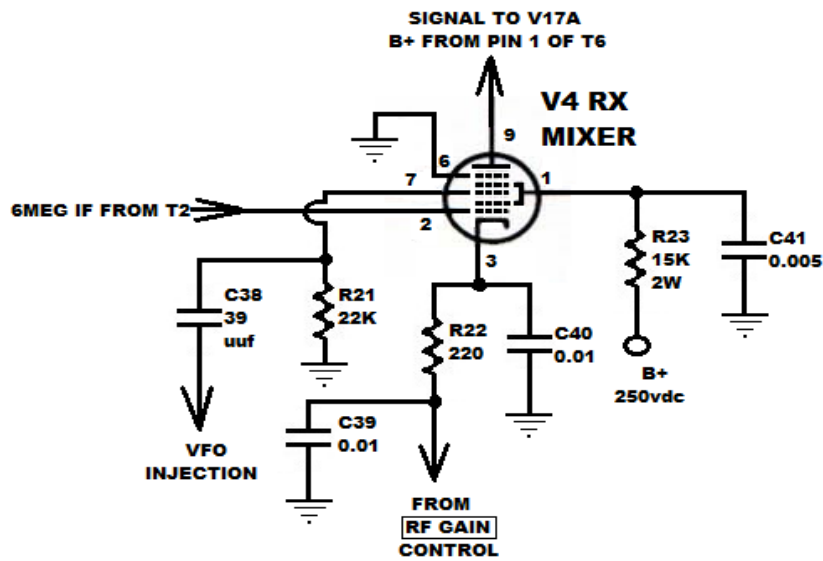 SIGNAL TO V17A
B+ FROM PIN 1 OF T6
V4 RX
MIXER
9
6
7
1
6MEG IF FROM T2
2
3
R23
15K
2W
C41
0.005
C38
39
uuf
R21
22K
R22
220
C40
0.01
B+
250vdc
C39
0.01
VFO
INJECTION
FROM
RF GAIN
CONTROL